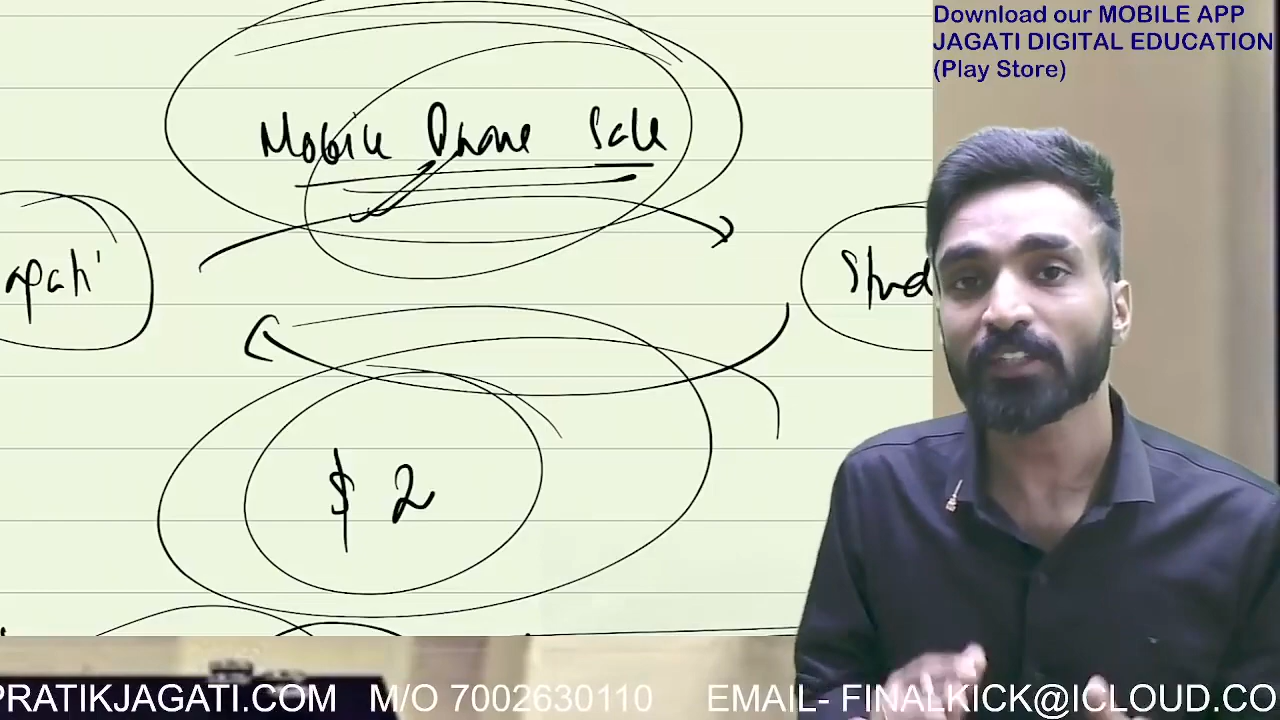 Download our MOBILE APP
JAGATI DIGITAL EDUCATION
(Play Store)
Mobile Phone Sale
Stud
$ 2
PRATIKJAGATI.COM M/O 7002630110 EMAIL- FINALKICK@ICLOUD.CO